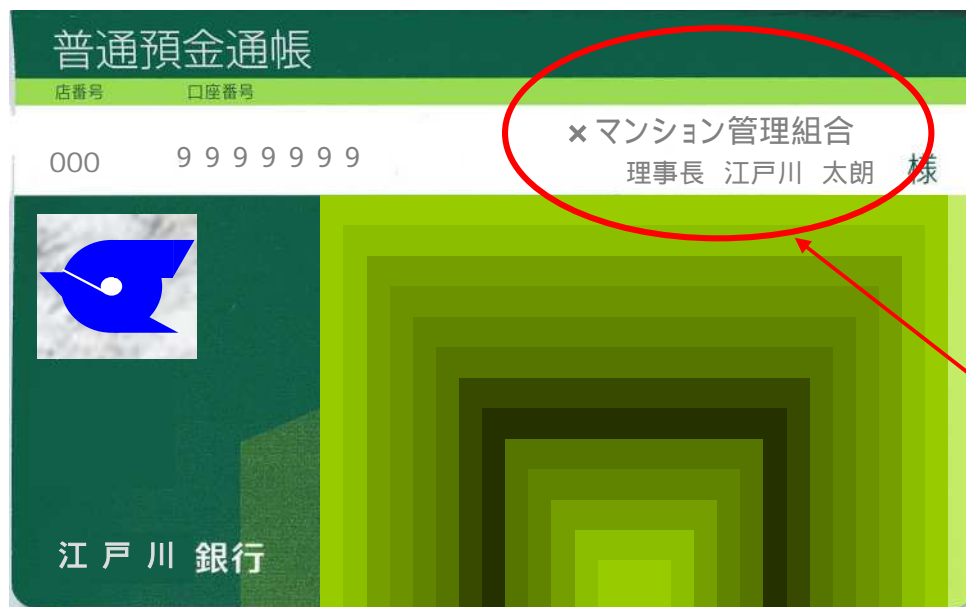 普通預金通帳
店番号 口座番号
×マンション管理組合
000 9999999
理事長 江戸川 太朗 様
江戸川 銀行